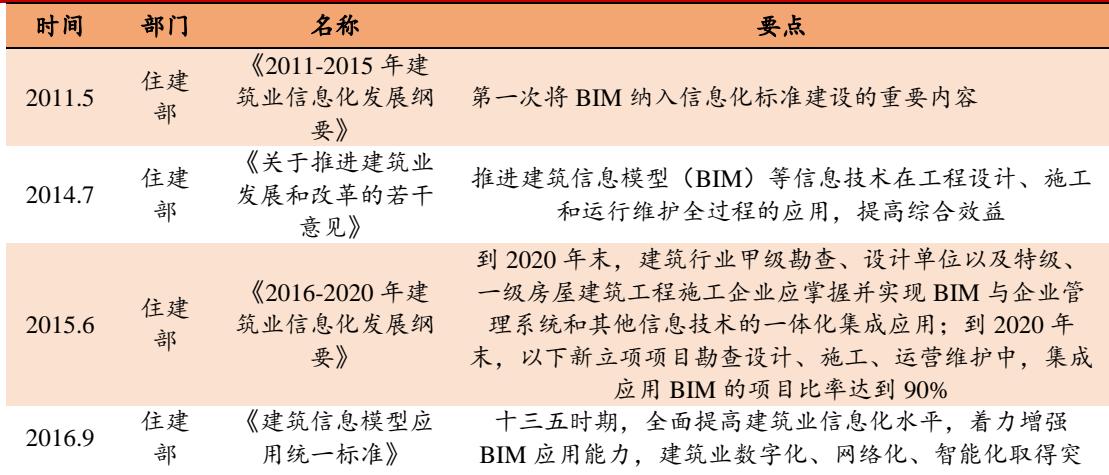 时间 部门 名称 要点
2011.5 住建部 《2011-2015 年建筑业信息化发展纲要》 第一次将 BIM 纳入信息化标准建设的重要内容
2014.7 住建部 《关于推进建筑业发展和改革的若干意见》 推进建筑信息模型（BIM）等信息技术在工程设计、施工和运行维护全过程的应用，提高综合效益
2015.6 住建部 《2016-2020 年建筑业信息化发展纲要》 到 2020 年末，建筑行业甲级勘查、设计单位以及特级、一级房屋建筑工程施工企业应掌握并实现 BIM 与企业管理系统和其他信息技术的一体化集成应用；到 2020 年末，以下新立项项目勘查设计、施工、运营维护中，集成应用 BIM 的项目比率达到 90%
2016.9 住建部 《建筑信息模型应用统一标准》 十三五时期，全面提高建筑业信息化水平，着力增强 BIM 应用能力，建筑业数字化、网络化、智能化取得突